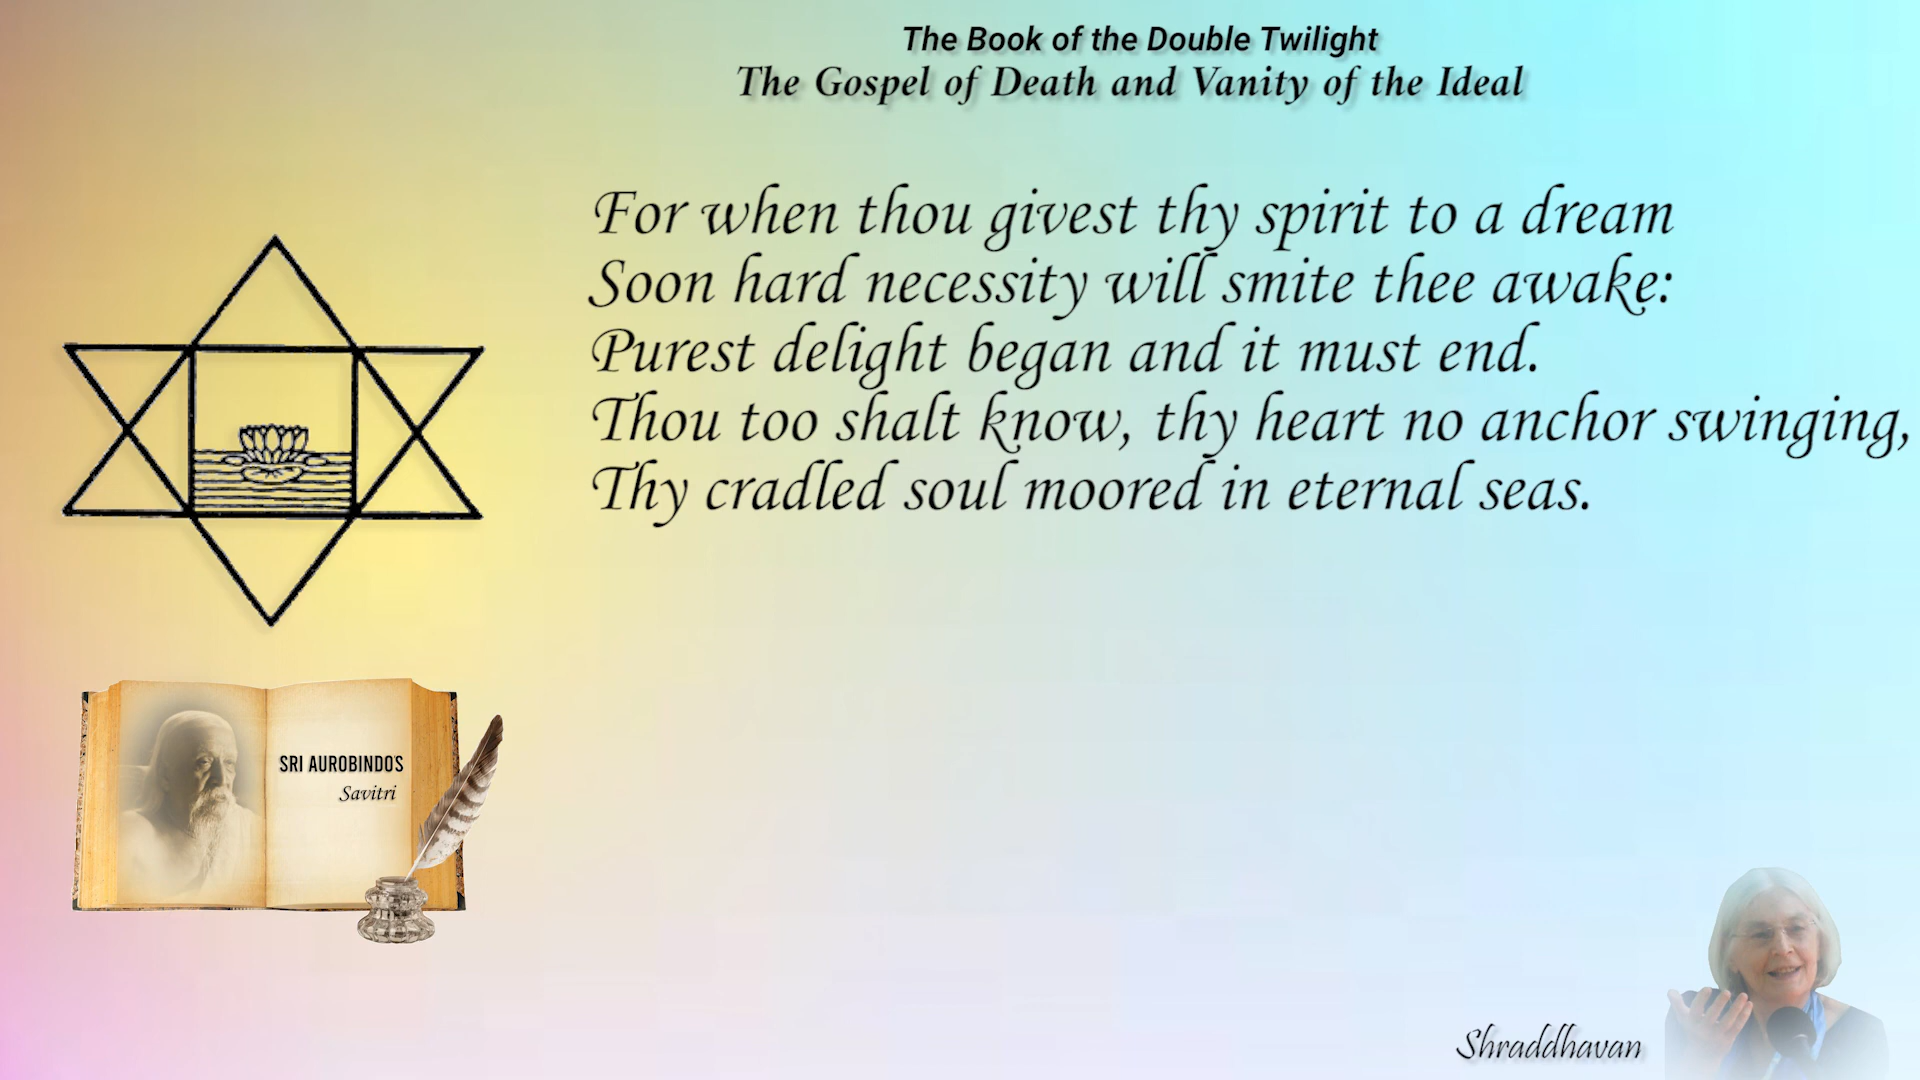 The Book of the Double Twilight
The Gospel of Death and Vanity of the Ideal
For when thou givest thy spirit to a dream
Soon hard necessity will smite thee awake:
Purest delight began and it must end.
Thou too shalt know, thy heart no anchor swinging,
Thy cradled soul moored in eternal seas.
SRI AUROBINDO'S
Savitri
Shraddhavan